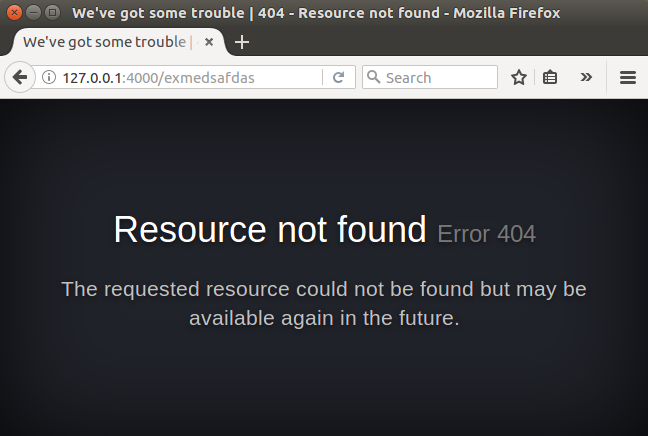 We've got some trouble | 404 - Resource not found - Mozilla Firefox
We've got some trouble |
127.0.0.1:4000/exmedsafdas
Search
Resource not found Error 404
The requested resource could not be found but may be
available again in the future.